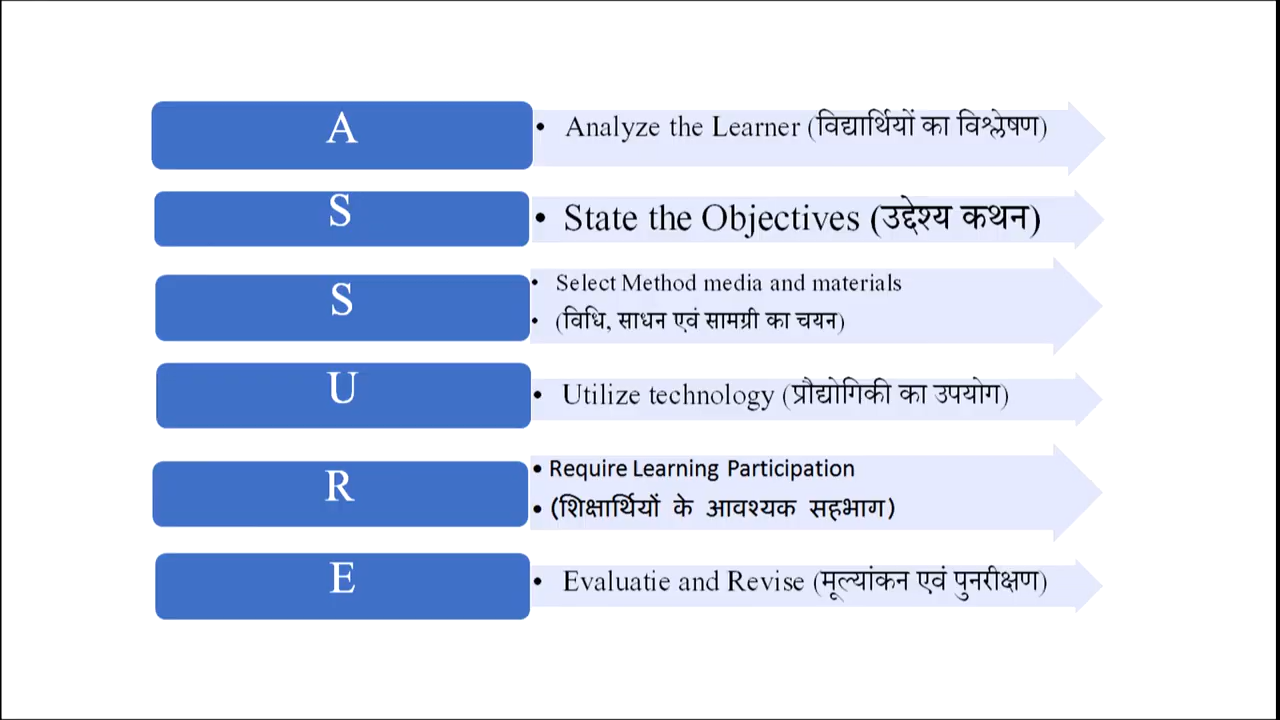 A
• Analyze the Learner (विद्यार्थियों का विश्लेषण)
S
• State the Objectives (उद्देश्य कथन)
S
• Select Method media and materials
• (विधि, साधन एवं सामग्री का चयन)
U
• Utilize technology (प्रौद्योगिकी का उपयोग)
R
• Require Learning Participation
• (शिक्षार्थियों के आवश्यक सहभाग)
E
• Evaluatie and Revise (मूल्यांकन एवं पुनरीक्षण)